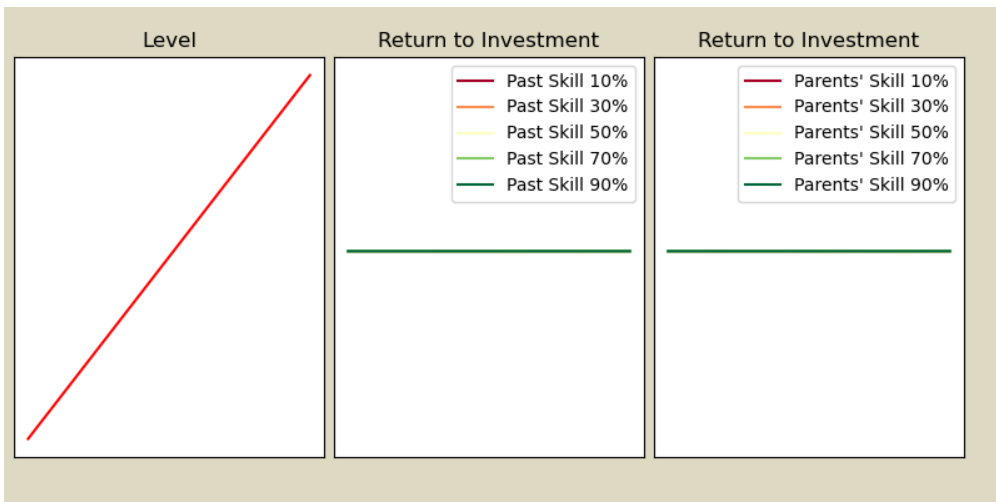 Level
Return to Investment
Past Skill 10%
Past Skill 30%
Past Skill 50%
Past Skill 70%
Past Skill 90%
Return to Investment
Parents' Skill 10%
Parents' Skill 30%
Parents' Skill 50%
Parents' Skill 70%
Parents' Skill 90%